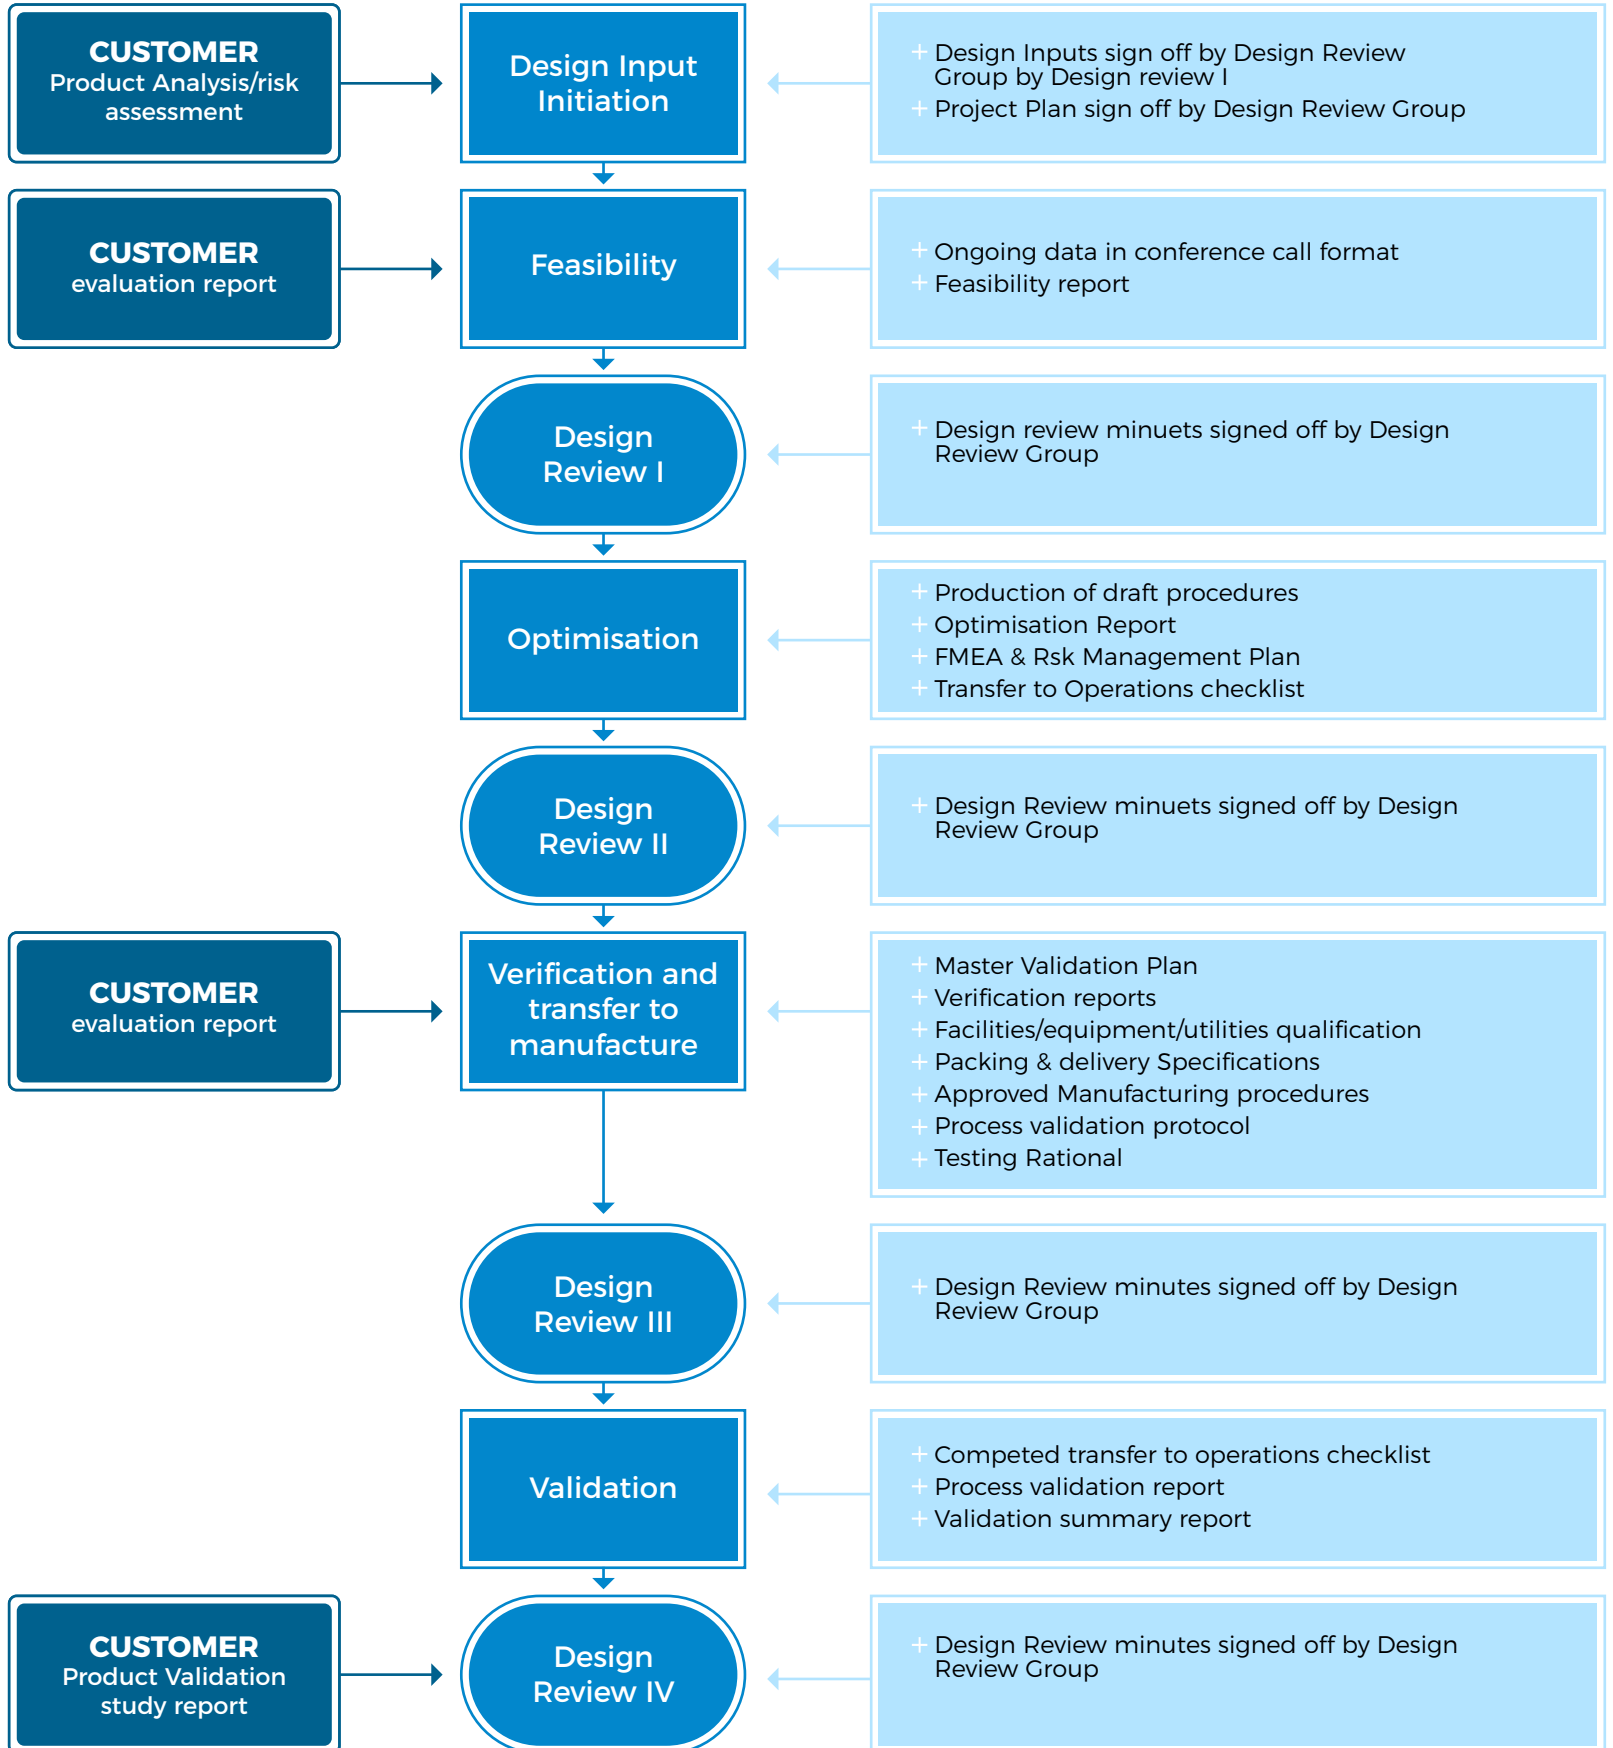 CUSTOMER
Product Analysis/risk
assessment
Design Input
Initiation
+ Design Inputs sign off by Design Review
Group by Design review I
+ Project Plan sign off by Design Review Group
CUSTOMER
evaluation report
Feasibility
+ Ongoing data in conference call format
+ Feasibility report
Design
Review I
+ Design review minuets signed off by Design
Review Group
Optimisation
+ Production of draft procedures
+ Optimisation Report
+ FMEA & Rsk Management Plan
+ Transfer to Operations checklist
Design
Review II
+ Design Review minuets signed off by Design
Review Group
CUSTOMER
evaluation report
Verification and
transfer to
manufacture
+ Master Validation Plan
+ Verification reports
+ Facilities/equipment/utilities qualification
+ Packing & delivery Specifications
+ Approved Manufacturing procedures
+ Process validation protocol
+ Testing Rational
Design
Review III
+ Design Review minutes signed off by Design
Review Group
Validation
+ Competed transfer to operations checklist
+ Process validation report
+ Validation summary report
CUSTOMER
Product Validation
study report
Design
Review IV
+ Design Review minutes signed off by Design
Review Group